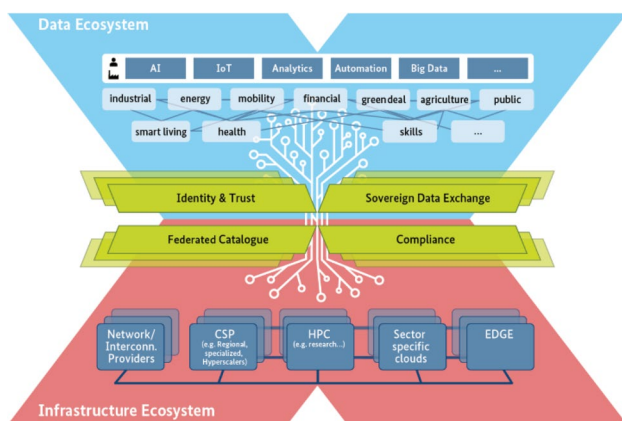 Data Ecosystem
AI IoT Analytics Automation Big Data ...
industrial energy mobility financial green deal agriculture public
smart living health skills ...
Identity & Trust Sovereign Data Exchange
Federated Catalogue Compliance
Network/
Interconn.
Providers
CSP
(e.g. Regional,
specialized,
Hyperscalers)
HPC
(e.g. research...)
Sector
specific
clouds
EDGE
Infrastructure Ecosystem